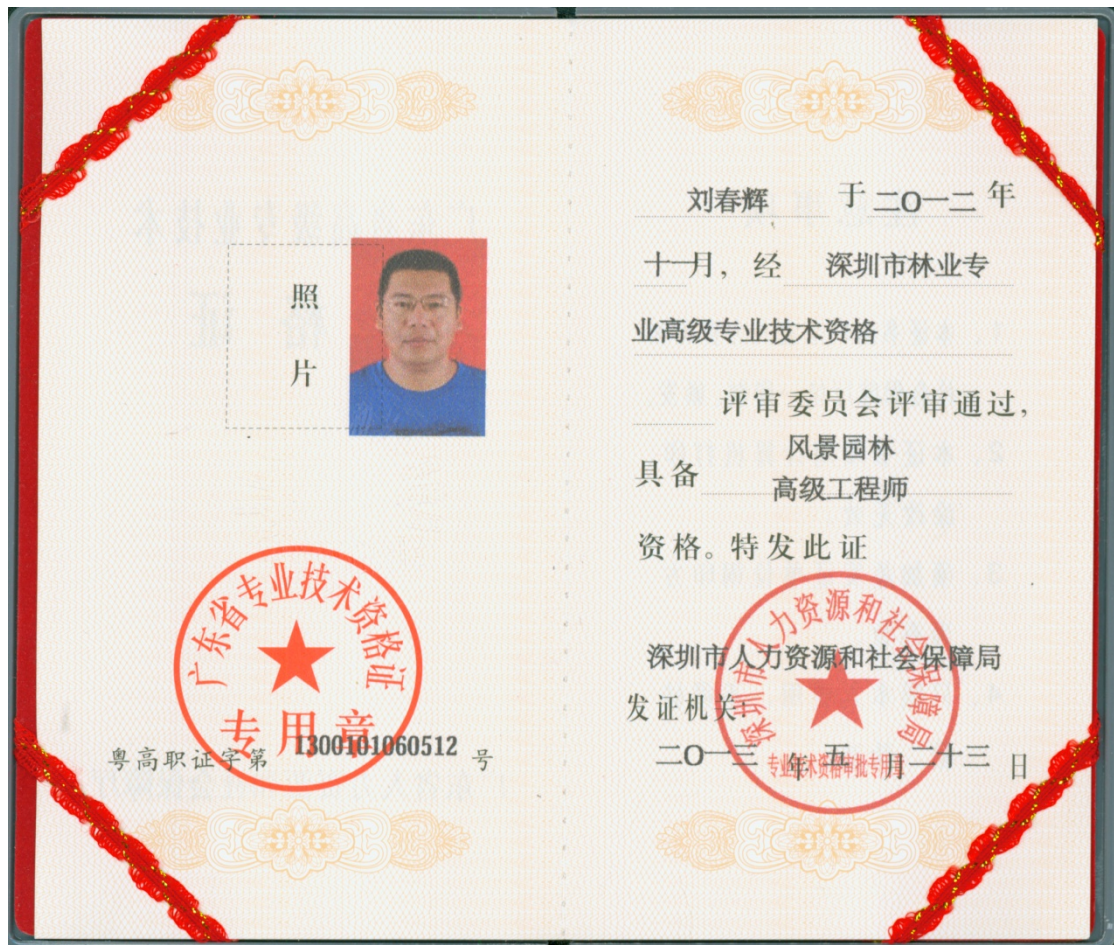 照
片
广东省专业技术资格证
专用章
粤高职证字第 1300101060512 号
刘春辉 于 二O一二 年
十一月，经 深圳市林业专
业高级专业技术资格
评审委员会评审通过，
具备 风景园林
高级工程师
资格。特发此证
深圳市人力资源和社会保障局
深圳市人力资源和社会保障局
发证机关：
二O一三 年 五 月 二十三 日
专业技术资格审批专用章